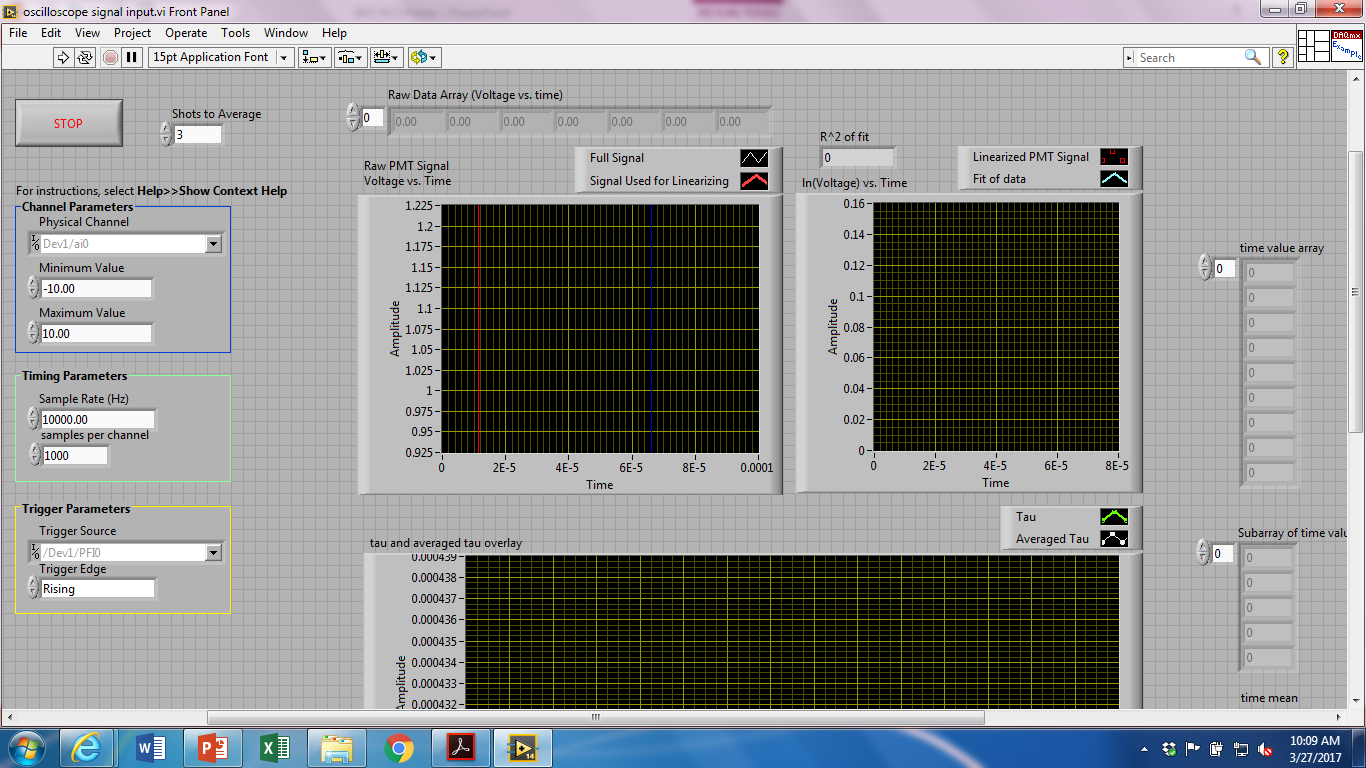 oscilloscope signal input.vi Front Panel
File Edit View Project Operate Tools Window Help
15pt Application Font
Search
?
DAQmx
Example
STOP
Shots to Average
3
Raw Data Array (Voltage vs. time)
0 0.00 0.00 0.00 0.00 0.00 0.00 0.00
R^2 of fit
0
Raw PMT Signal
Voltage vs. Time
Full Signal
Signal Used for Linearizing
ln(Voltage) vs. Time
Linearized PMT Signal
Fit of data
For instructions, select Help>>Show Context Help
Channel Parameters
Physical Channel
I/0 Dev1/ai0
Minimum Value
-10.00
Maximum Value
10.00
Timing Parameters
Sample Rate (Hz)
10000.00
samples per channel
1000
Trigger Parameters
Trigger Source
I/0 /Dev1/PFI0
Trigger Edge
Rising
Amplitude
1.225
1.2
1.175
1.15
1.125
1.1
1.075
1.05
1.025
1
0.975
0.95
0.925
0 2E-5 4E-5 6E-5 8E-5 0.0001
Time
Amplitude
0.16
0.14
0.12
0.1
0.08
0.06
0.04
0.02
0
0 2E-5 4E-5 6E-5 8E-5
Time
time value array
0
0
0
0
0
0
0
0
0
0
tau and averaged tau overlay
Tau
Averaged Tau
Amplitude
0.000439
0.000438
0.000437
0.000436
0.000435
0.000434
0.000433
0.000432
Subarray of time valu
0
0
0
0
0
0
time mean
14
10:09 AM
3/27/2017